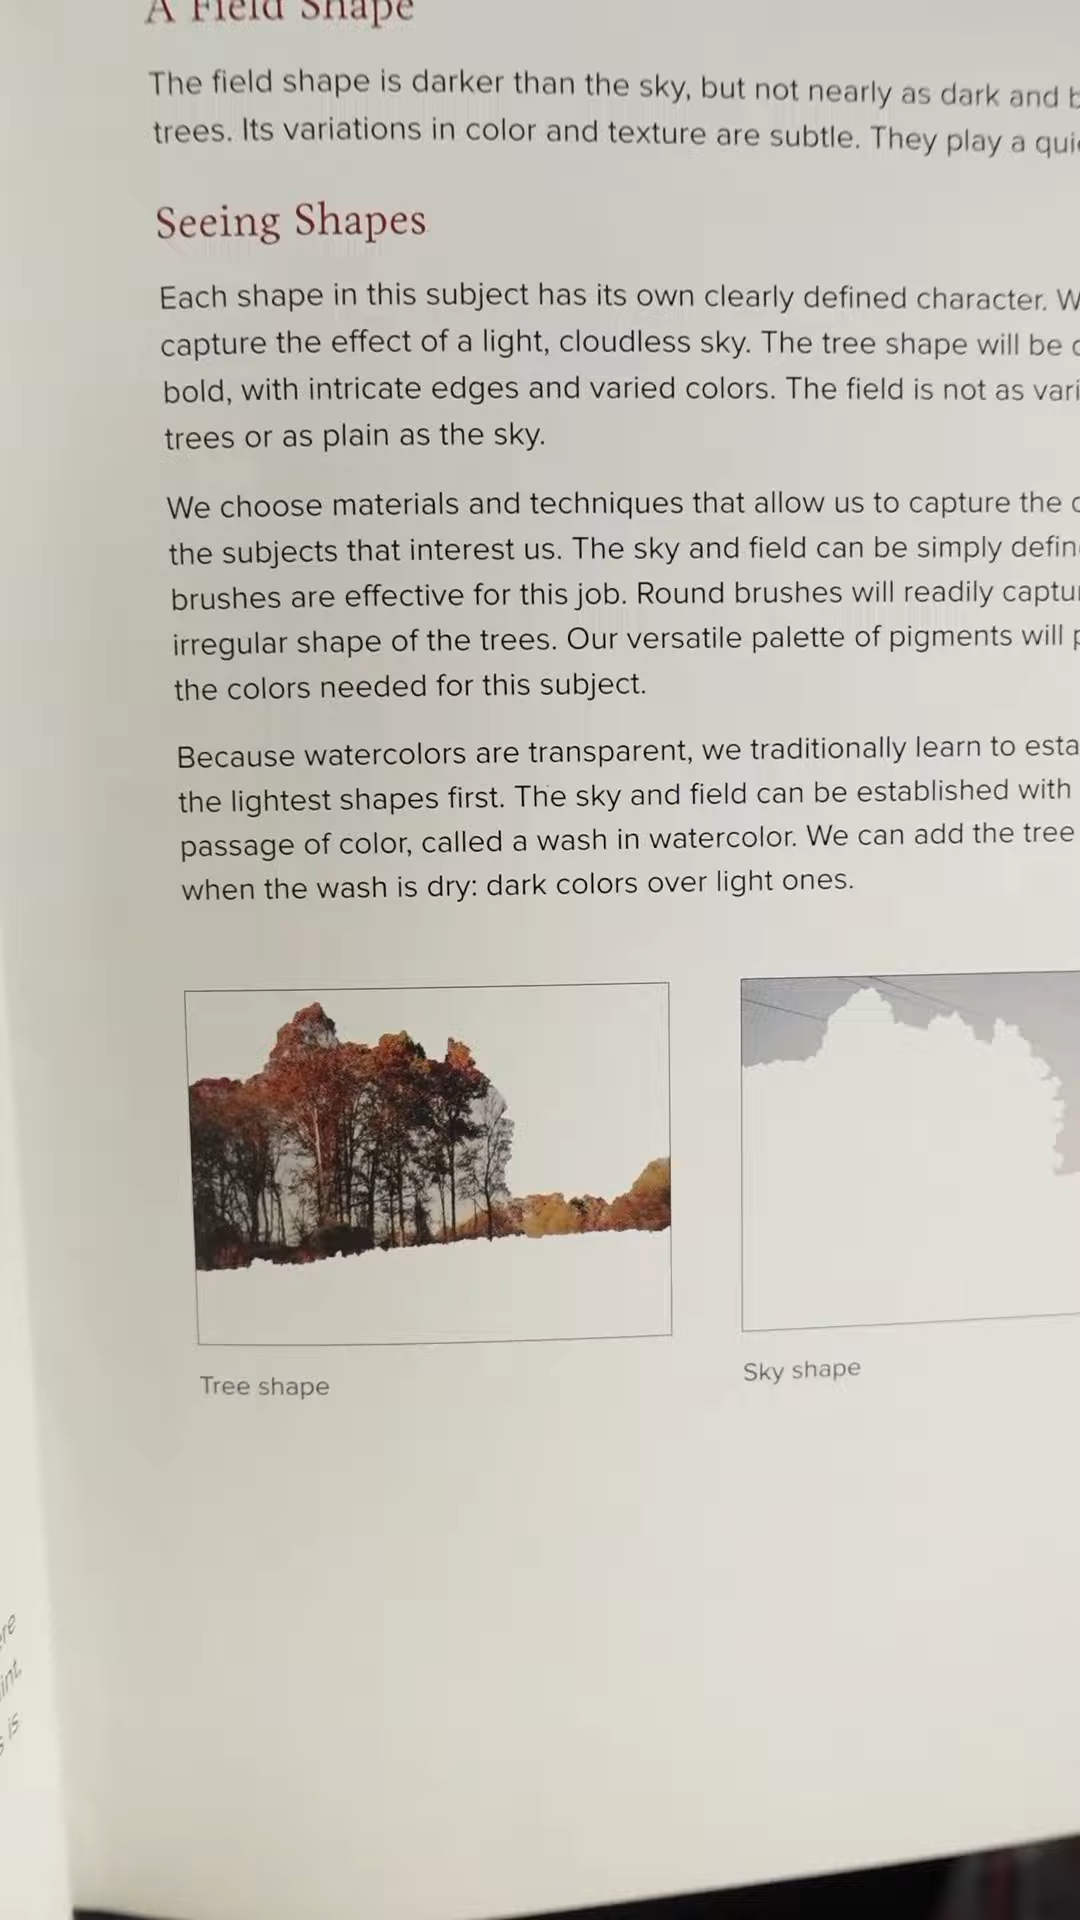 A Field Shape
The field shape is darker than the sky, but not nearly as dark and
trees. Its variations in color and texture are subtle. They play a
Seeing Shapes
Each shape in this subject has its own clearly defined character.
capture the effect of a light, cloudless sky. The tree shape will be
bold, with intricate edges and varied colors. The field is not as
trees or as plain as the sky.
We choose materials and techniques that allow us to capture the
the subjects that interest us. The sky and field can be simply
brushes are effective for this job. Round brushes will readily
irregular shape of the trees. Our versatile palette of pigments will
the colors needed for this subject.
Because watercolors are transparent, we traditionally learn to
the lightest shapes first. The sky and field can be established with
passage of color, called a wash in watercolor. We can add the tree
when the wash is dry: dark colors over light ones.
Tree shape
Sky shape
is